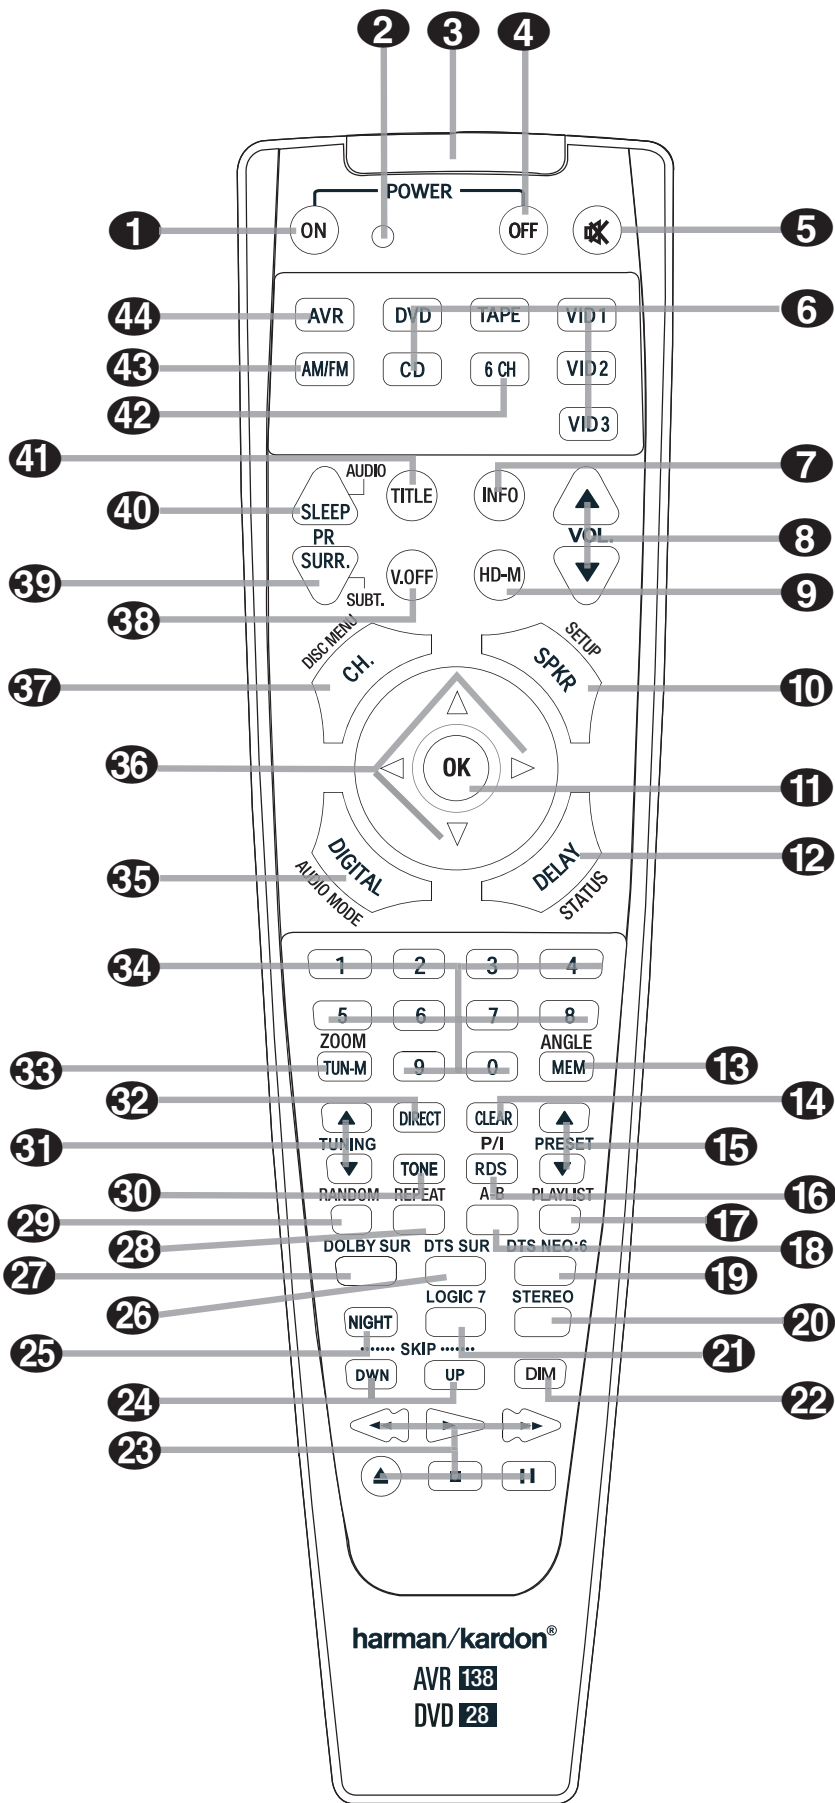 2 3 4
POWER
1 ON OFF 5
44 AVR DVD TAPE VID1 6
43 AM/FM CD 6 CH VID2
42 VID3
41 AUDIO TITLE INFO 7
40 SLEEP
PR VOL. 8
39 SURR. V.OFF HD-M 9
38 SUBT.
DISC MENU SETUP
37 CH. SPKR 10
36 OK 11
35 DIGITAL DELAY 12
AUDIO MODE STATUS
34 1 2 3 4
5 6 7 8
ZOOM ANGLE
33 TUN-M 9 0 MEM 13
32 DIRECT CLEAR 14
31 TUNING P/I PRESET 15
30 TONE RDS 16
RANDOM REPEAT A-B PLAYLIST
29 28 18 17
DOLBY SUR DTS SUR DTS NEO:6
27 19
26 LOGIC 7 STEREO 20
25 NIGHT 21
SKIP
24 DWN UP DIM 22
23
harman/kardon®
AVR 138
DVD 28